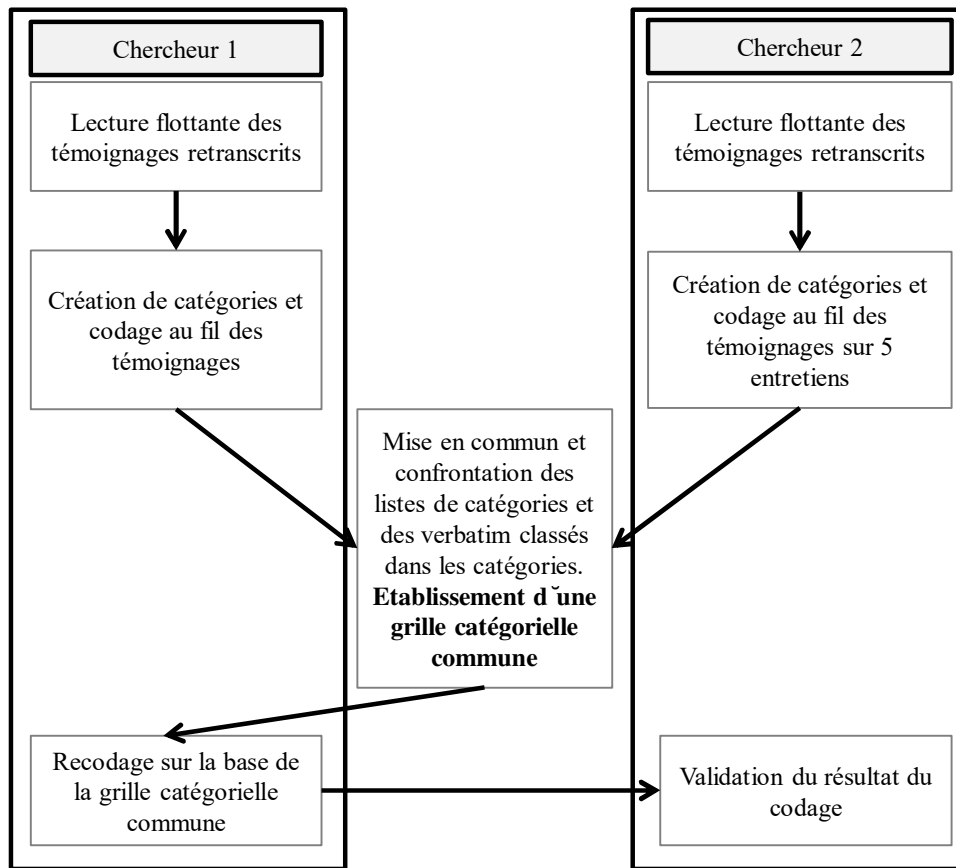 Chercheur 1
Lecture flottante des
témoignages retranscrits
Création de catégories et
codage au fil des
témoignages
Chercheur 2
Lecture flottante des
témoignages retranscrits
Création de catégories et
codage au fil des
témoignages sur 5
entretiens
Mise en commun et
confrontation des
listes de catégories et
des verbatim classés
dans les catégories.
Etablissement d˘une
grille catégorielle
commune
Recodage sur la base de
la grille catégorielle
commune
Validation du résultat du
codage